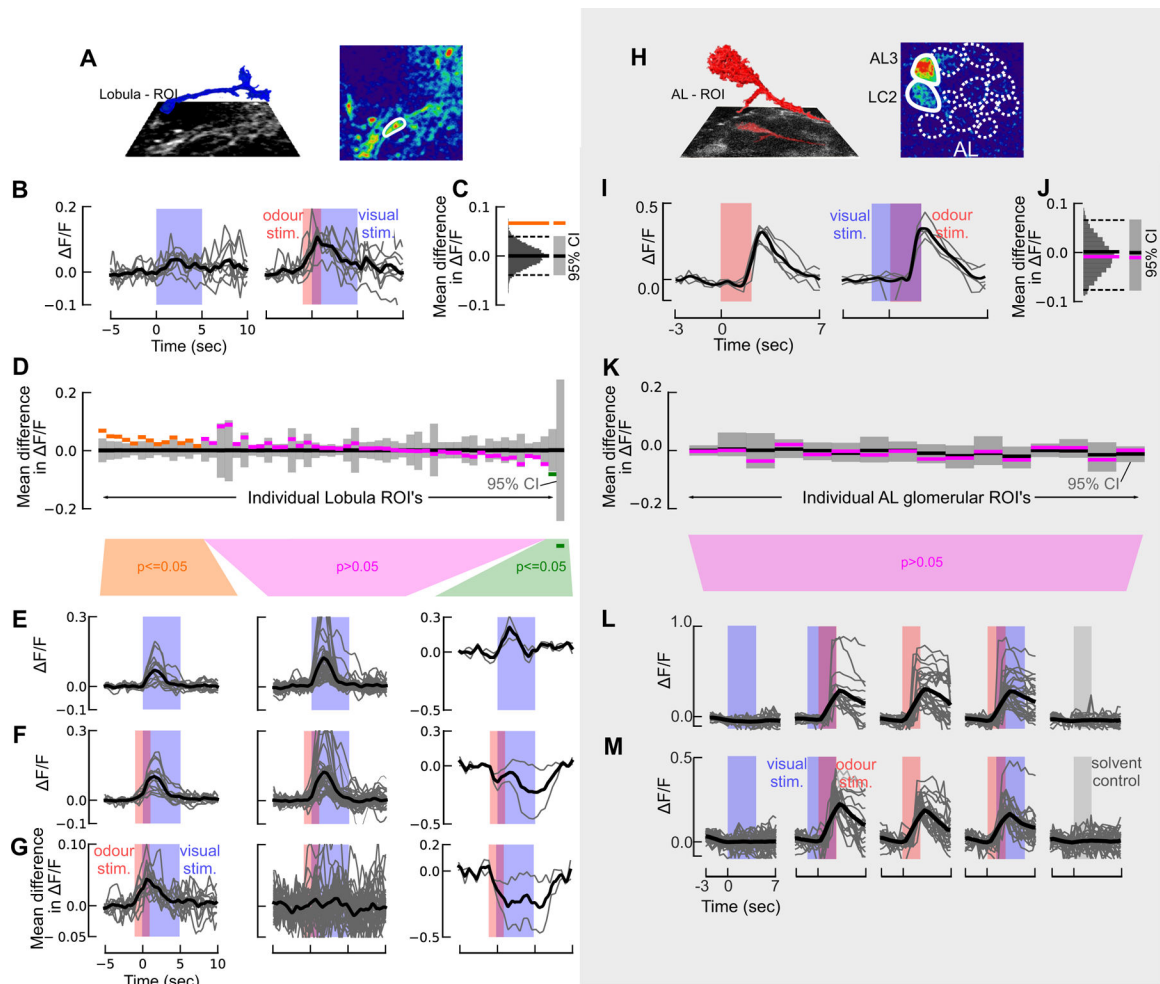 A
Lobula - ROI
H
AL - ROI
AL3
LC2
AL
B
ΔF/F
0.2
0.0
−0.1
odour
stim.
visual
stim.
−5
0
5
10
Time (sec)
C
Mean difference
in ΔF/F
0.1
0.0
−0.1
95% CI
I
ΔF/F
0.5
0.0
visual
stim.
odour
stim.
-3
0
7
Time (sec)
J
Mean difference
in ΔF/F
0.1
0.0
−0.1
95% CI
D
Mean difference
in ΔF/F
0.2
0.0
−0.2
Individual Lobula ROI's
95% CI
p<=0.05
p>0.05
p<=0.05
K
Mean difference
in ΔF/F
0.2
0.0
−0.2
Individual AL glomerular ROI's
95% CI
p>0.05
E
ΔF/F
0.3
0.0
−0.1
0.3
0.0
−0.5
F
ΔF/F
0.3
0.0
−0.1
0.3
0.0
−0.5
G
Mean difference
in ΔF/F
0.10
0.00
− 0.05
odour
stim.
visual
stim.
0.2
0.0
−0.5
−5
0
5
10
Time (sec)
L
ΔF/F
1.0
0.0
M
ΔF/F
0.5
0.0
visual
stim.
odour
stim.
solvent
control
-3
0
7
Time (sec)